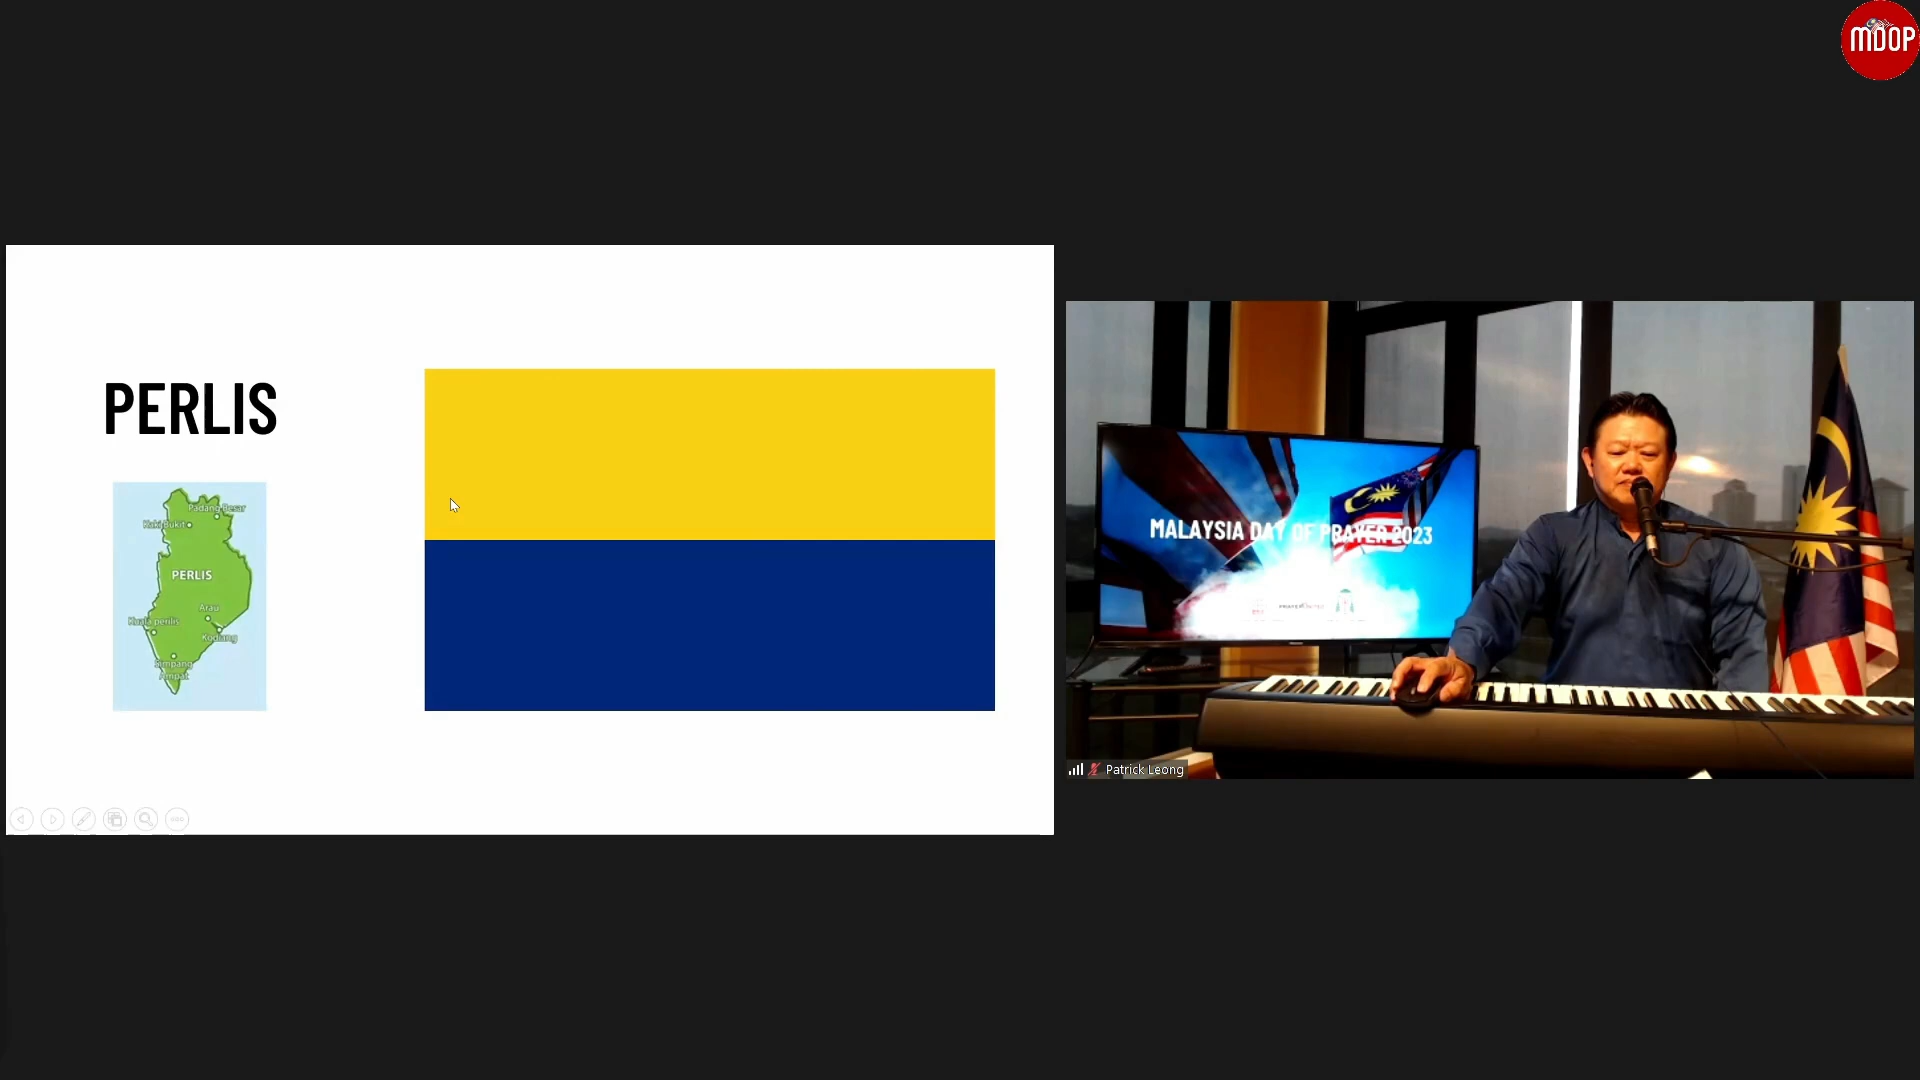 MDOP
PERLIS
Padang Besar
Kaki Bukit
PERLIS
Arau
Kuala perilis
Kodiang
Simpang
Ampat
MALAYSIA DAY OF PRAYER 2023
Patrick Leong